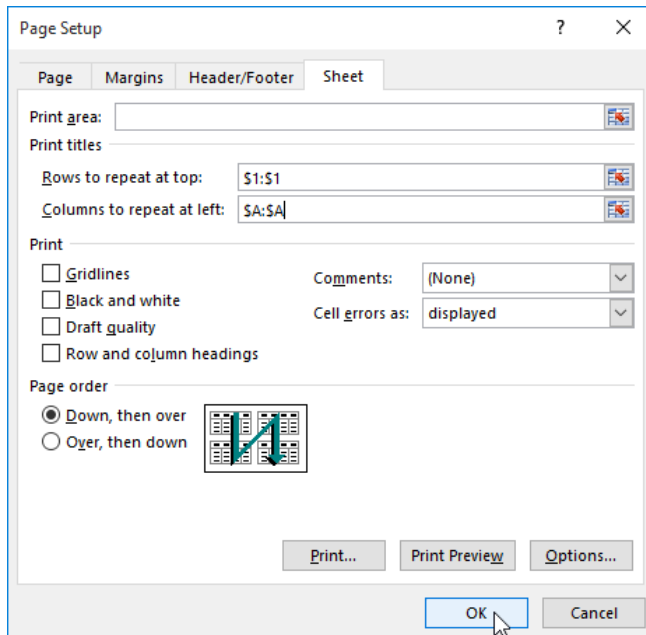 Page Setup ?
Page Margins Header/Footer Sheet
Print area:
Print titles
Rows to repeat at top: $1:$1
Columns to repeat at left: $A:$A
Print
Gridlines Comments: (None)
Black and white
Cell errors as: displayed
Draft quality
Row and column headings
Page order
Down, then over
Over, then down
Print... Print Preview Options...
OK Cancel